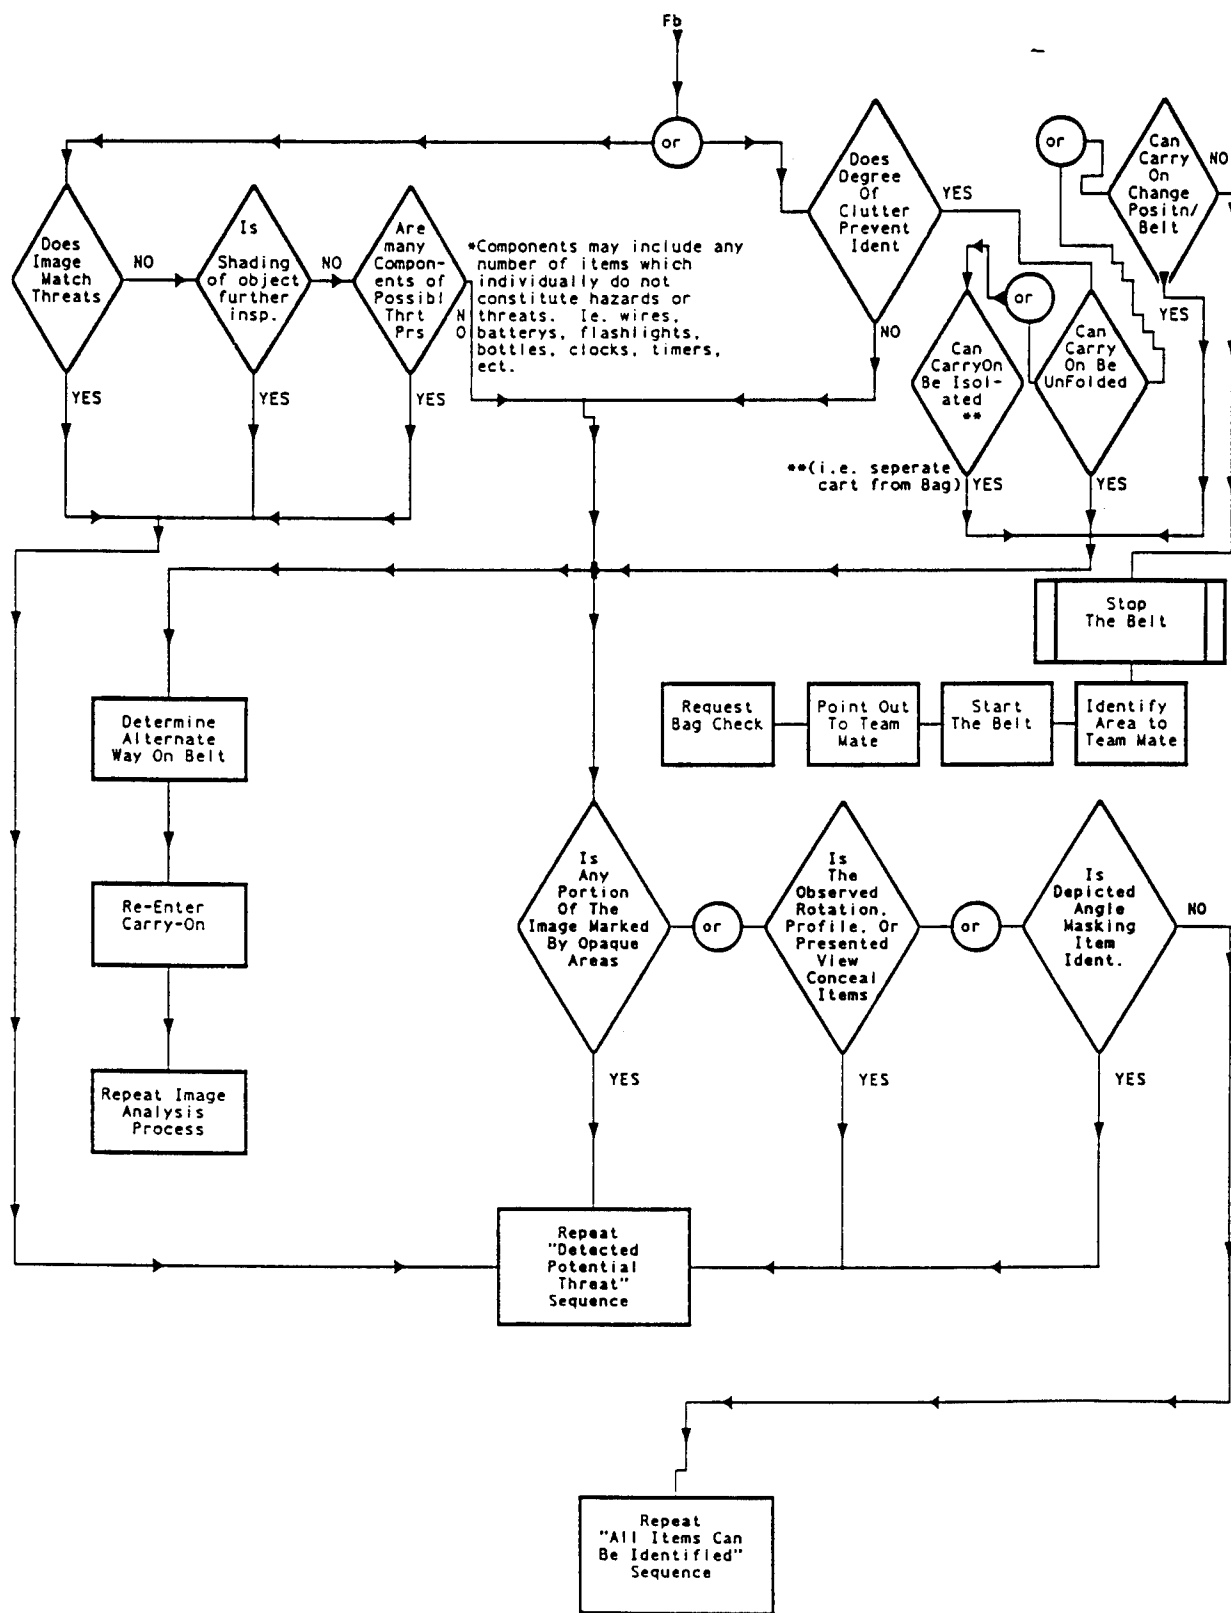 Fb
or
Does
Image
Match
Threats
NO
YES
Is
Shading
of object
further
insp.
NO
YES
Are
many
Compon-
ents of
Possibl
Thrt
Prs
N
O
YES
*Components may include any
number of items which
individually do not
constitute hazards or
threats. Ie. wires,
batterys, flashlights,
bottles, clocks, timers,
ect.
Does
Degree
Of
Clutter
Prevent
Ident
YES
NO
or
Can
CarryOn
Be Isol-
ated
**
**(i.e. seperate
cart from Bag)
YES
Can
Carry
On Be
UnFolded
YES
or
Can
Carry
On
Change
Positn/
Belt
NO
YES
Stop
The Belt
Request
Bag Check
Point Out
To Team
Mate
Start
The Belt
Identify
Area to
Team Mate
Determine
Alternate
Way On Belt
Re-Enter
Carry-On
Repeat Image
Analysis
Process
Is
Any
Portion
Of The
Image Marked
By Opaque
Areas
YES
or
Is
The
Observed
Rotation,
Profile, Or
Presented
View
Conceal
Items
YES
or
Is
Depicted
Angle
Masking
Item
Ident.
NO
YES
Repeat
"Detected
Potential
Threat"
Sequence
Repeat
"All Items Can
Be Identified"
Sequence